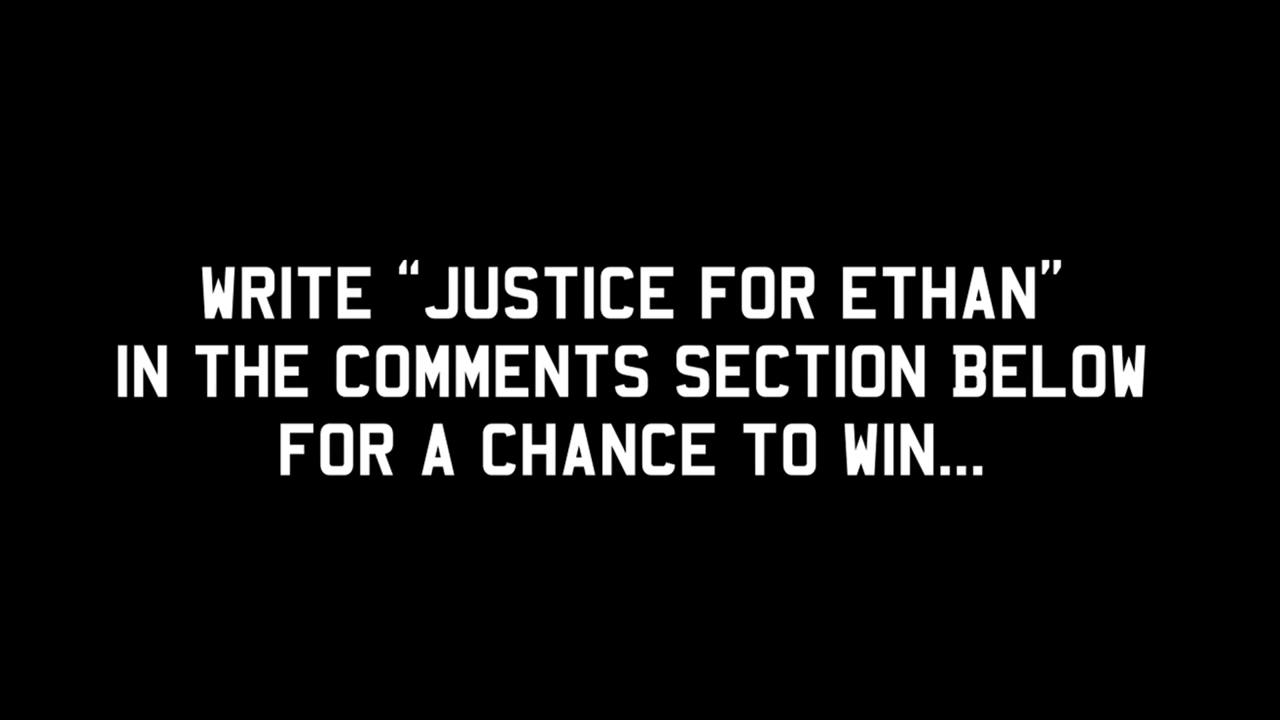 WRITE “JUSTICE FOR ETHAN”
IN THE COMMENTS SECTION BELOW
FOR A CHANCE TO WIN...